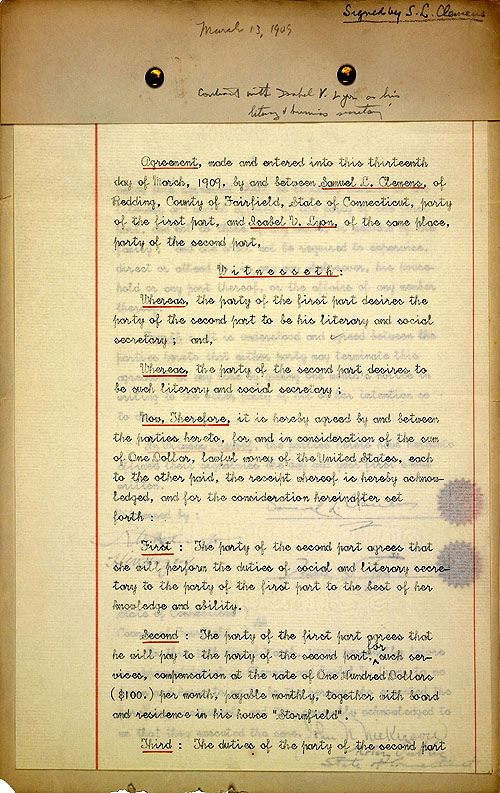 Signed by S. L. Clemens
March 13, 1909
Contract with Isabel V. Lyon as his
literary & business secretary
Agreement, made and entered into this thirteenth
day of March, 1909, by and between Samuel L. Clemens, of
Redding, County of Fairfield, State of Connecticut, party
of the first part, and Isabel V. Lyon, of the same place,
party of the second part,
Witnesseth:
Whereas, the party of the first part desires the
party of the second part to be his literary and social
secretary; and,
Whereas, the party of the second part desires to
be such literary and social secretary;
Now, Therefore, it is hereby agreed by and between
the parties hereto, for and in consideration of the sum
of One Dollar, lawful money of the United States, each
to the other paid, the receipt whereof is hereby acknow-
ledged, and for the consideration hereinafter set
forth:
First: The party of the second part agrees that
she will perform the duties of social and literary secre-
tary to the party of the first part to the best of her
knowledge and ability.
Second: The party of the first part agrees that
he will pay to the party of the second part, for such ser-
vices, compensation at the rate of One Hundred Dollars
($100.) per month, payable monthly, together with board
and residence in his house "Stormfield".
Third: The duties of the party of the second part